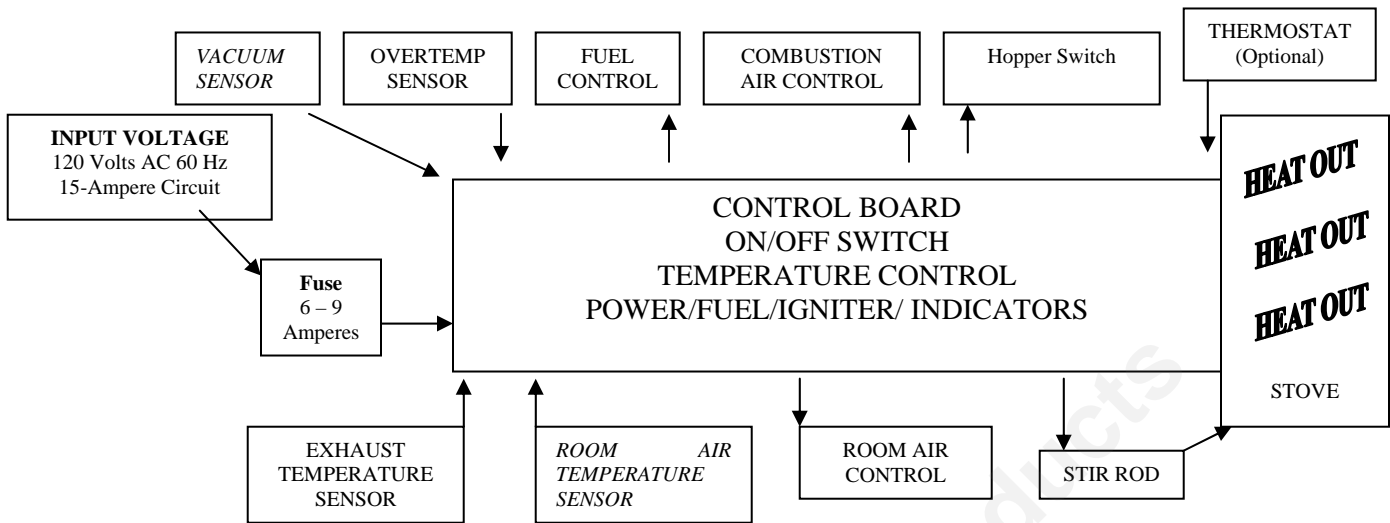 VACUUM
SENSOR
OVERTEMP
SENSOR
FUEL
CONTROL
COMBUSTION
AIR CONTROL
Hopper Switch
THERMOSTAT
(Optional)
INPUT VOLTAGE
120 Volts AC 60 Hz
15-Ampere Circuit
Fuse
6 – 9
Amperes
CONTROL BOARD
ON/OFF SWITCH
TEMPERATURE CONTROL
POWER/FUEL/IGNITER/ INDICATORS
HEAT OUT
HEAT OUT
HEAT OUT
STOVE
EXHAUST
TEMPERATURE
SENSOR
ROOM AIR
TEMPERATURE
SENSOR
ROOM AIR
CONTROL
STIR ROD
ducts